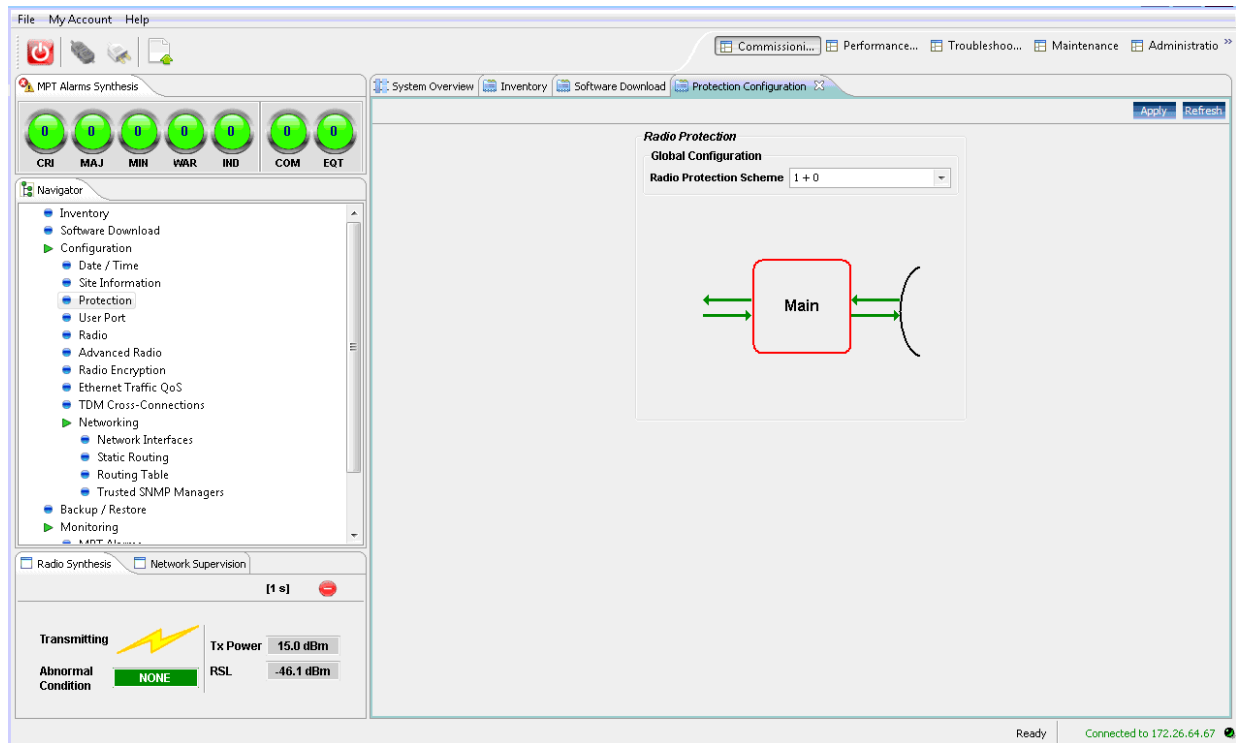 File My Account Help
Commissioni... Performance... Troubleshoo... Maintenance Administratio »
MPT Alarms Synthesis
0 0 0 0 0 0 0
CRI MAJ MIN WAR IND COM EQT
Navigator
Inventory
Software Download
Configuration
Date / Time
Site Information
Protection
User Port
Radio
Advanced Radio
Radio Encryption
Ethernet Traffic QoS
TDM Cross-Connections
Networking
Network Interfaces
Static Routing
Routing Table
Trusted SNMP Managers
Backup / Restore
Monitoring
MPT Alarms
Radio Synthesis Network Supervision
[1 s]
Transmitting
Tx Power 15.0 dBm
Abnormal Condition NONE
RSL -46.1 dBm
System Overview Inventory Software Download Protection Configuration
Apply Refresh
Radio Protection
Global Configuration
Radio Protection Scheme 1 + 0
Main
Ready Connected to 172.26.64.67